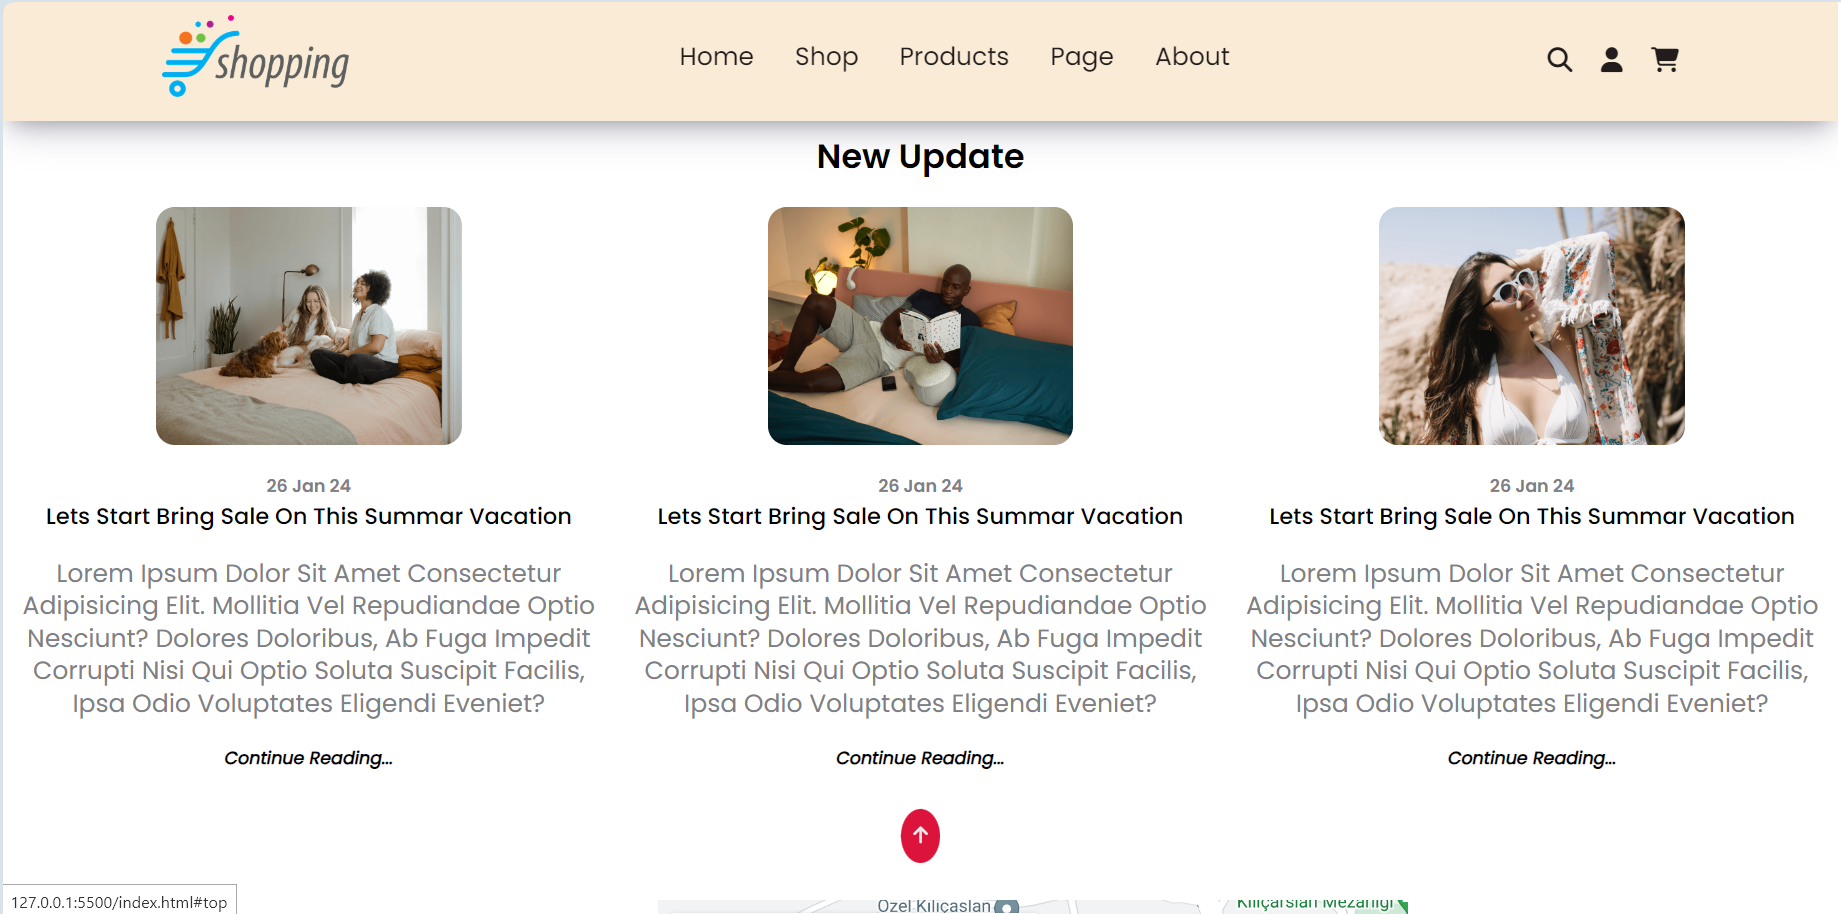 shopping
Home Shop Products Page About
New Update
26 Jan 24
Lets Start Bring Sale On This Summar Vacation
Lorem Ipsum Dolor Sit Amet Consectetur
Adipisicing Elit. Mollitia Vel Repudiandae Optio
Nesciunt? Dolores Doloribus, Ab Fuga Impedit
Corrupti Nisi Qui Optio Soluta Suscipit Facilis,
Ipsa Odio Voluptates Eligendi Eveniet?
Continue Reading...
26 Jan 24
Lets Start Bring Sale On This Summar Vacation
Lorem Ipsum Dolor Sit Amet Consectetur
Adipisicing Elit. Mollitia Vel Repudiandae Optio
Nesciunt? Dolores Doloribus, Ab Fuga Impedit
Corrupti Nisi Qui Optio Soluta Suscipit Facilis,
Ipsa Odio Voluptates Eligendi Eveniet?
Continue Reading...
26 Jan 24
Lets Start Bring Sale On This Summar Vacation
Lorem Ipsum Dolor Sit Amet Consectetur
Adipisicing Elit. Mollitia Vel Repudiandae Optio
Nesciunt? Dolores Doloribus, Ab Fuga Impedit
Corrupti Nisi Qui Optio Soluta Suscipit Facilis,
Ipsa Odio Voluptates Eligendi Eveniet?
Continue Reading...
Özel Kılıçaslan
Kılıçarslan Mezarlığı
127.0.0.1:5500/index.html#top